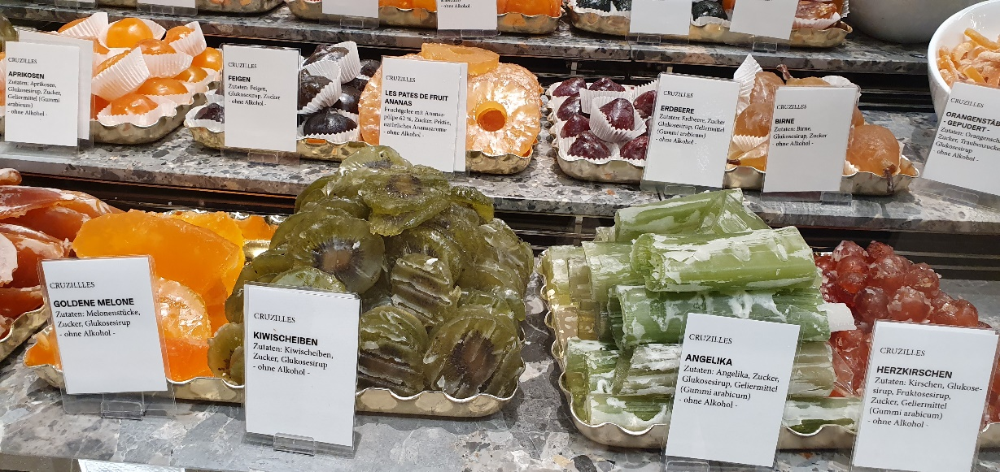 arabicum)
- ohne Alkohol
CRUZILLES
APRIKOSEN
Zutaten: Aprikosen,
Glukosesirup, Zucker,
Geliermittel (Gummi
arabicum)
- ohne Alkohol -
CRUZILLES
FEIGEN
Zutaten: Feigen,
Glukosesirup, Zucker
- ohne Alkohol -
CRUZILLES
LES PATES DE FRUIT
ANANAS
Fruchtgelee mit Ananas-
pülpe 62 %, Zucker, Pektin,
natürliches Ananasaroma
- ohne Alkohol
CRUZILLES
ERDBEERE
Zutaten: Erdbeere, Zucker
Glukosesirup, Geliermittel
(Gummi arabicum)
- ohne Alkohol
CRUZILLES
BIRNE
Zutaten: Birne,
Glukosesirup, Zucker
- ohne Alkohol -
CRUZILLES
ORANGENSTÄB
- GEPUDERT -
Zutaten: Orangensch
Zucker, Traubenzucke
Glukosesirup
- ohne Alkohol -
CRUZILLLES
GOLDENE MELONE
Zutaten: Melonenstücke,
Zucker, Glukosesirup
- ohne Alkohol -
CRUZILLES
KIWISCHEIBEN
Zutaten: Kiwischeiben,
Zucker, Glukosesirup
- ohne Alkohol -
CRUZILLES
ANGELIKA
Zutaten: Angelika, Zucker,
Glukosesirup, Geliermittel
(Gummi arabicum)
- ohne Alkohol -
CRUZILLES
HERZKIRSCHEN
Zutaten: Kirschen, Glukose-
sirup, Fruktosesirup,
Zucker, Geliermittel
(Gummi arabicum)
- ohne Alkohol -